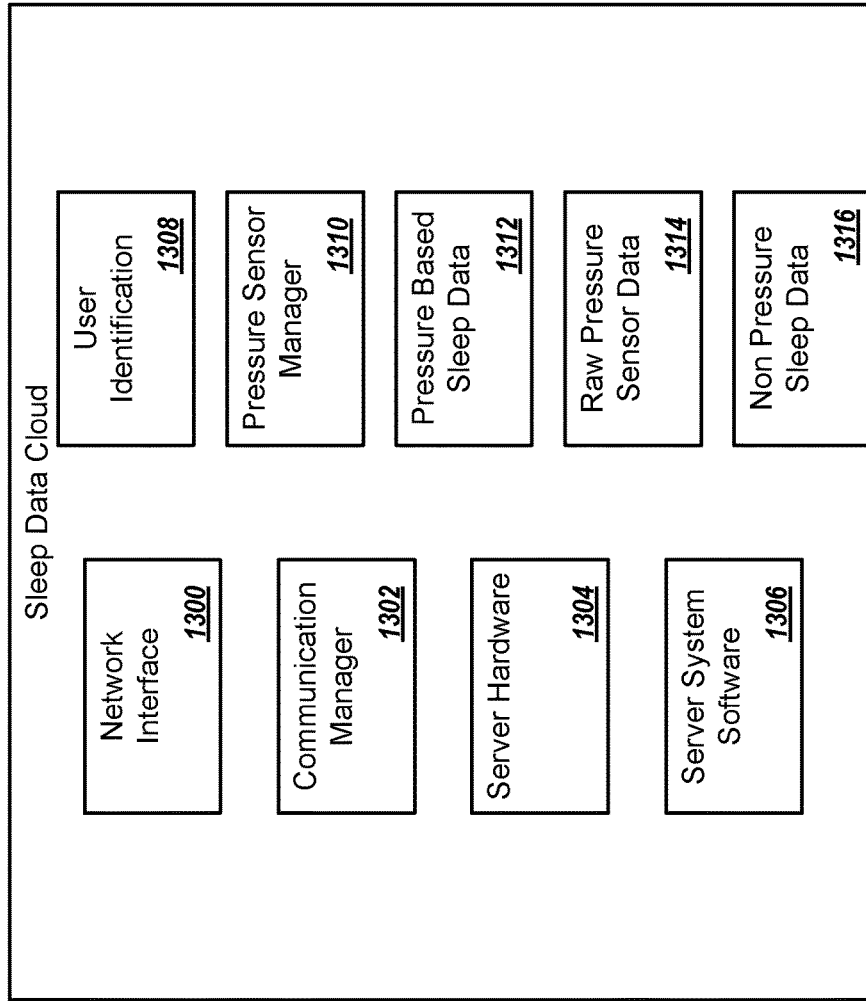 Sleep Data Cloud
Network
Interface
1300
Communication
Manager
1302
Server Hardware
1304
Server System
Software
1306
User
Identification
1308
Pressure Sensor
Manager
1310
Pressure Based
Sleep Data
1312
Raw Pressure
Sensor Data
1314
Non Pressure
Sleep Data
1316